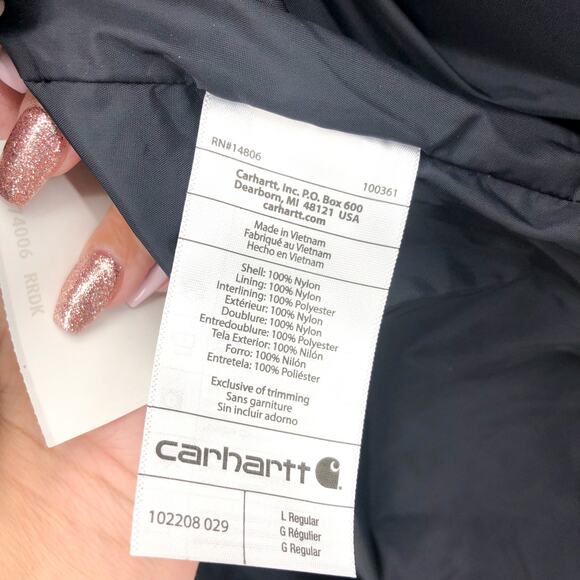 RN#14806
100361
Carhartt, Inc. P.O. Box 600
Dearborn, MI 48121 USA
carhartt.com
Made in Vietnam
Fabriqué au Vietnam
Hecho en Vietnam
Shell: 100% Nylon
Lining: 100% Nylon
Interlining: 100% Polyester
Extérieur: 100% Nylon
Doublure: 100% Nylon
Entredoublure: 100% Polyester
Tela Exterior: 100% Nilón
Forro: 100% Nilón
Entretela: 100% Poliéster
Exclusive of trimming
Sans garniture
Sin incluir adorno
carhartt
102208 029
L Regular
G Régulier
G Regular
4006 RRDK